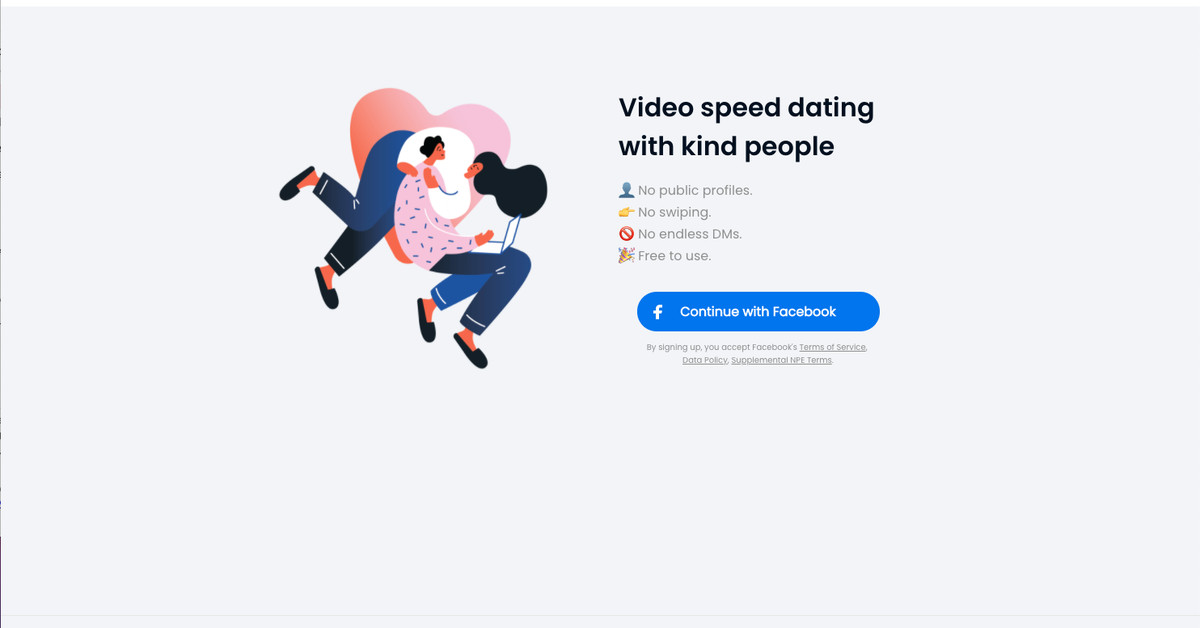 Video speed dating
with kind people
No public profiles.
No swiping.
No endless DMs.
Free to use.
Continue with Facebook
By signing up, you accept Facebook's Terms of Service,
Data Policy, Supplemental NPE Terms.